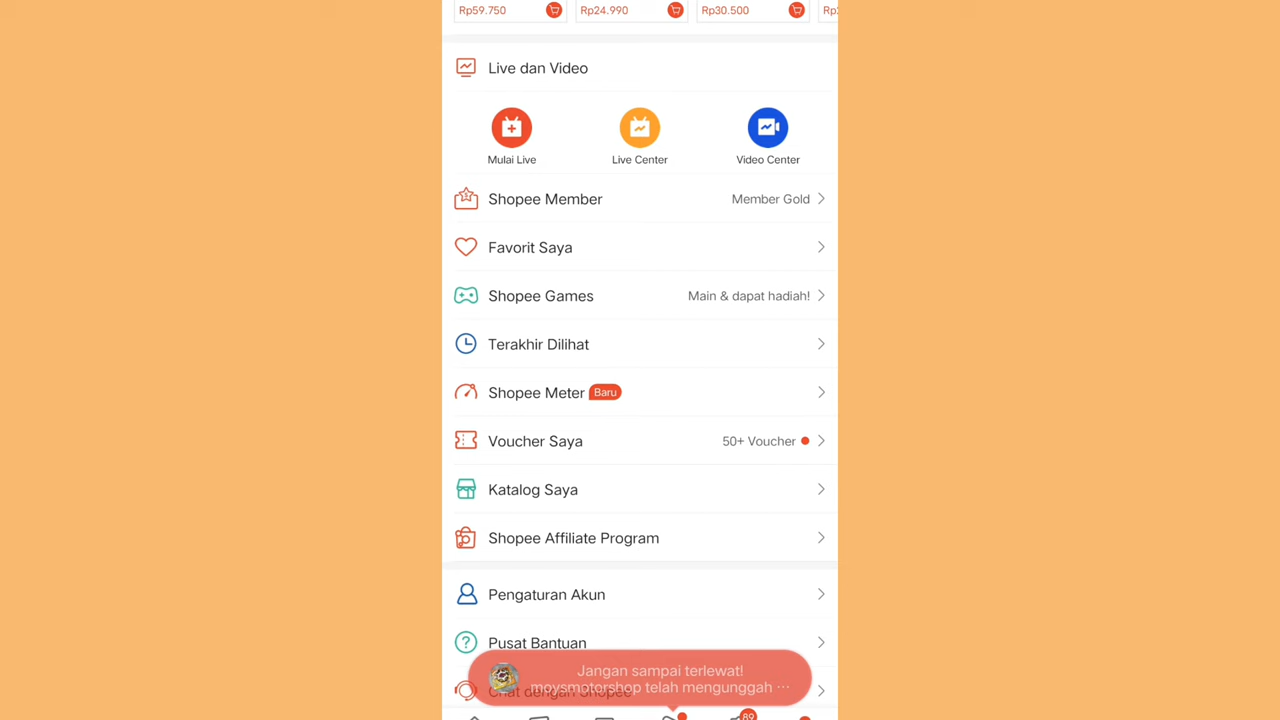 Rp59.750 Rp24.990 Rp30.500 Rp
Live dan Video
Mulai Live Live Center Video Center
Shopee Member Member Gold
Favorit Saya
Shopee Games Main & dapat hadiah!
Terakhir Dilihat
Shopee Meter Baru
Voucher Saya 50+ Voucher
Katalog Saya
Shopee Affiliate Program
Pengaturan Akun
Pusat Bantuan
Jangan sampai terlewat!
moysmotorshop telah mengunggah ...
Chat dengan Shopee
89